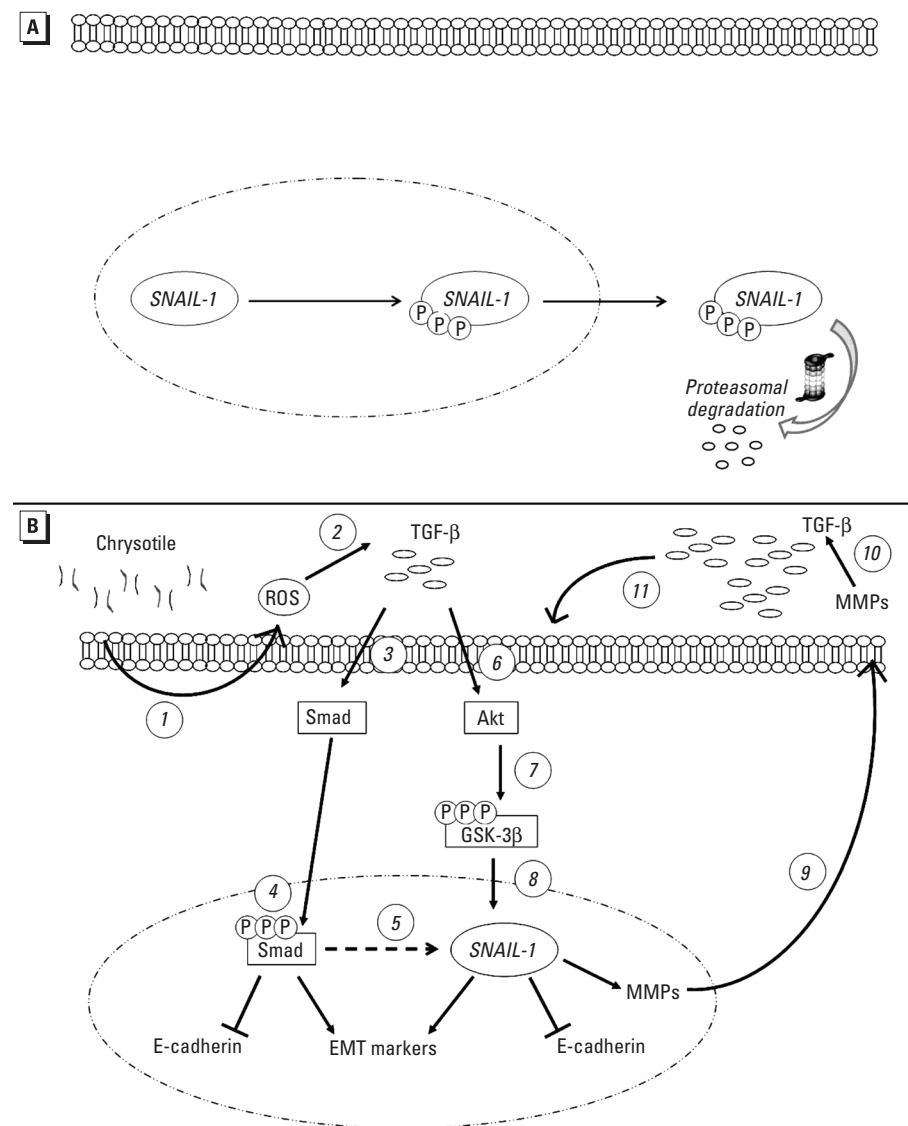 A
SNAIL-1
SNAIL-1
P
P
P
SNAIL-1
P
P
P
Proteasomal
degradation
B
Chrysotile
ROS
2
TGF-β
TGF-β
10
MMPs
11
1
3
6
Smad
Akt
7
P P P
GSK-3β
8
9
4
P P P
Smad
5
SNAIL-1
MMPs
E-cadherin
EMT markers
E-cadherin